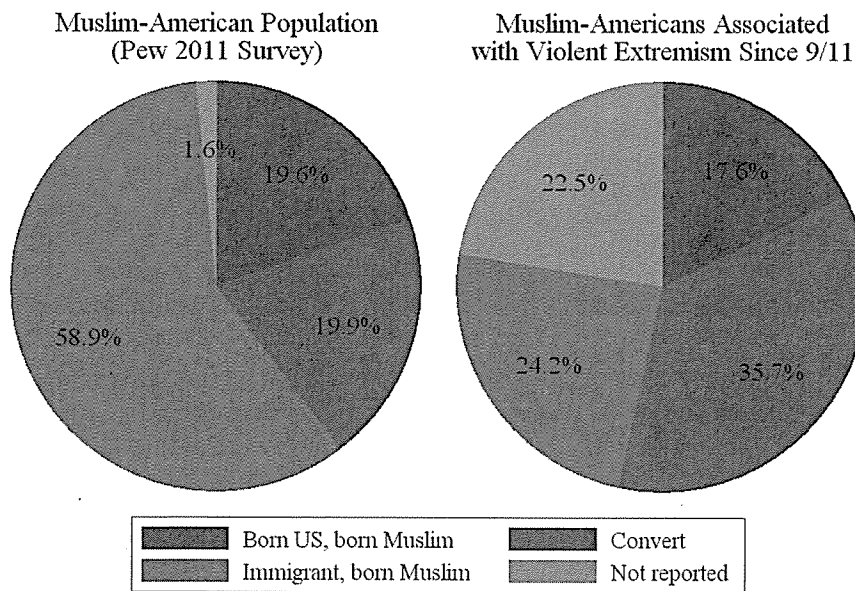 Muslim-American Population
(Pew 2011 Survey)
Muslim-Americans Associated
with Violent Extremism Since 9/11
1.6%
19.6%
58.9%
19.9%
22.5%
17.6%
24.2%
35.7%
Born US, born Muslim
Convert
Immigrant, born Muslim
Not reported